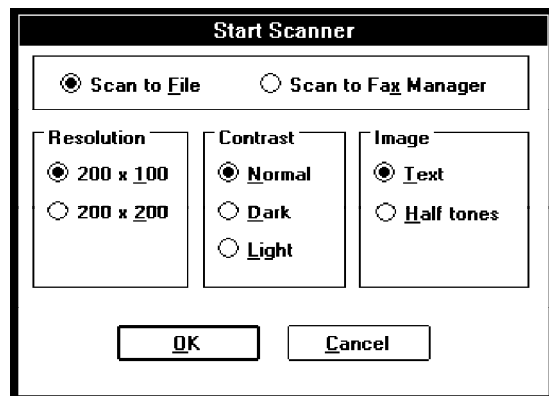 Start Scanner
Scan to File Scan to Fax Manager
Resolution Contrast Image
200 x 100 Normal Text
200 x 200 Dark Half tones
Light
OK Cancel